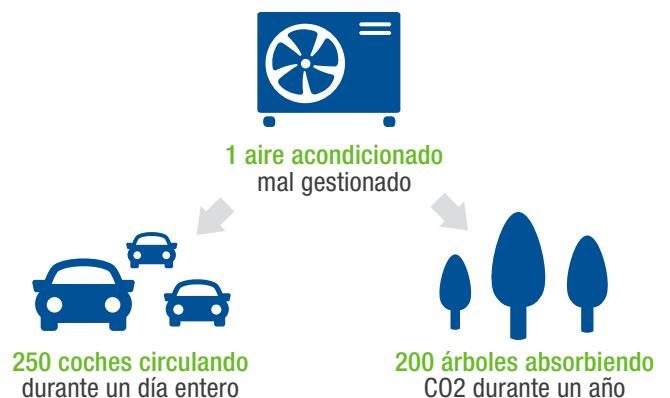 1 aire acondicionado
mal gestionado
250 coches circulando
durante un día entero
200 árboles absorbiendo
CO2 durante un año